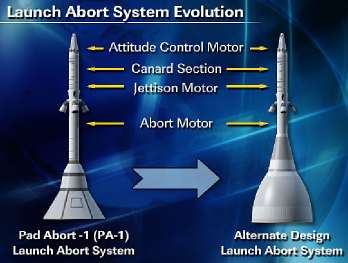 Launch Abort System Evolution
Attitude Control Motor
Canard Section
Jettison Motor
Abort Motor
Pad Abort -1 (PA-1)
Launch Abort System
Alternate Design
Launch Abort System